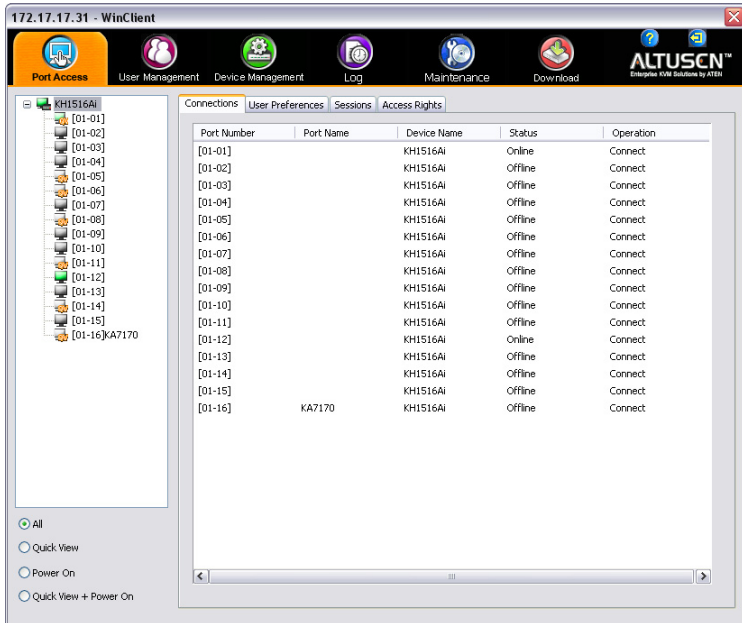 172.17.17.31 - WinClient
Port Access User Management Device Management Log Maintenance Download
ALTUSEN™
Enterprise KVM Solutions by ATEN
KH1516Ai
[01-01]
[01-02]
[01-03]
[01-04]
[01-05]
[01-06]
[01-07]
[01-08]
[01-09]
[01-10]
[01-11]
[01-12]
[01-13]
[01-14]
[01-15]
[01-16]KA7170
All
Quick View
Power On
Quick View + Power On
Connections User Preferences Sessions Access Rights
Port Number Port Name Device Name Status Operation
[01-01] KH1516Ai Online Connect
[01-02] KH1516Ai Offline Connect
[01-03] KH1516Ai Offline Connect
[01-04] KH1516Ai Offline Connect
[01-05] KH1516Ai Offline Connect
[01-06] KH1516Ai Offline Connect
[01-07] KH1516Ai Offline Connect
[01-08] KH1516Ai Offline Connect
[01-09] KH1516Ai Offline Connect
[01-10] KH1516Ai Offline Connect
[01-11] KH1516Ai Offline Connect
[01-12] KH1516Ai Online Connect
[01-13] KH1516Ai Offline Connect
[01-14] KH1516Ai Offline Connect
[01-15] KH1516Ai Offline Connect
[01-16] KA7170 KH1516Ai Offline Connect